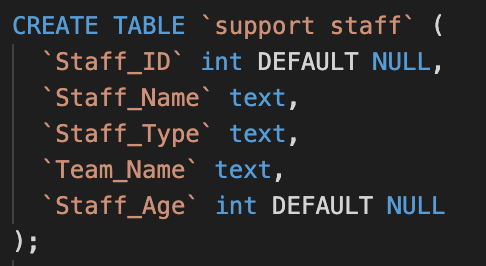 CREATE TABLE `support staff` (
  `Staff_ID` int DEFAULT NULL,
  `Staff_Name` text,
  `Staff_Type` text,
  `Team_Name` text,
  `Staff_Age` int DEFAULT NULL
);